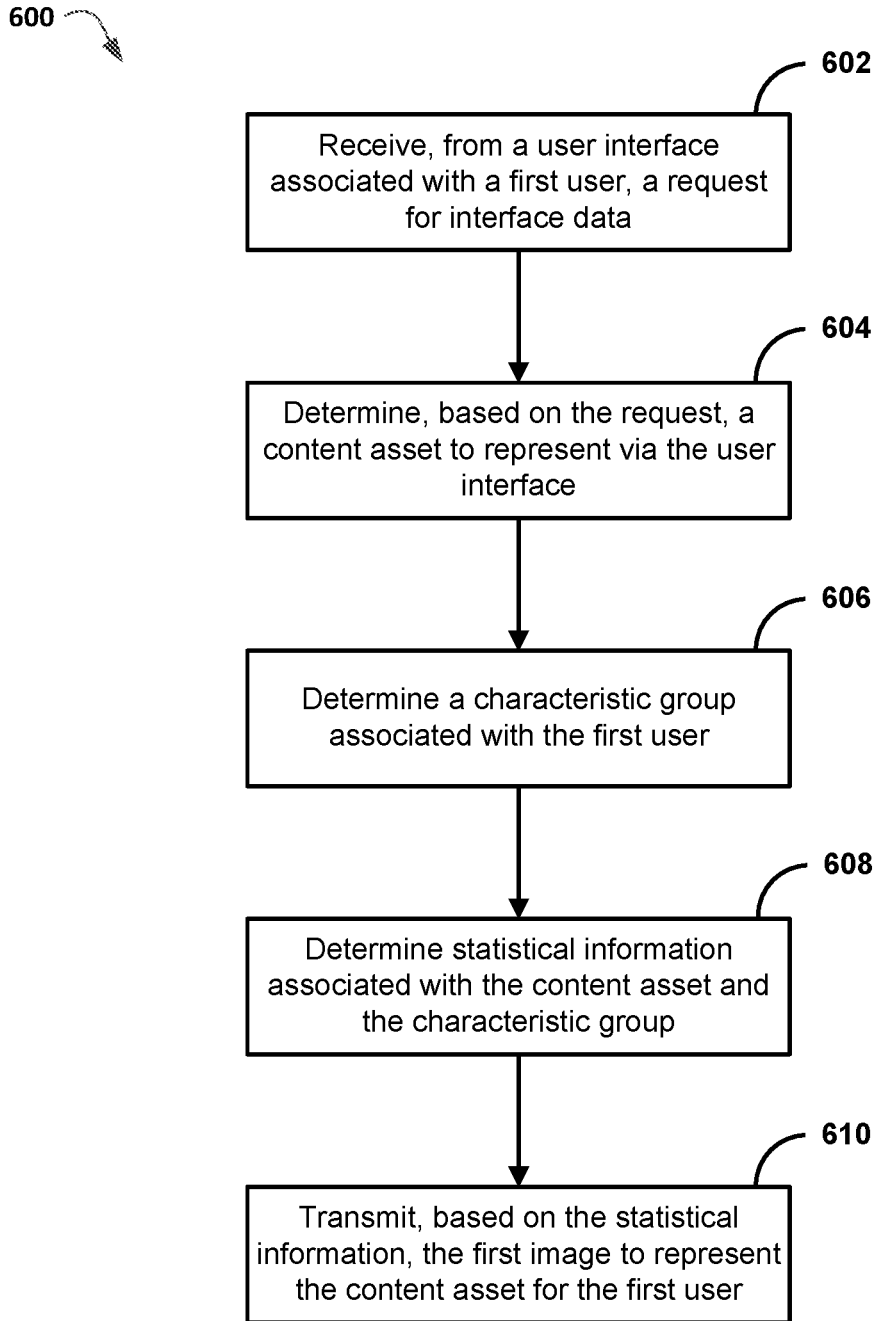 600
602
Receive, from a user interface
associated with a first user, a request
for interface data
604
Determine, based on the request, a
content asset to represent via the user
interface
606
Determine a characteristic group
associated with the first user
608
Determine statistical information
associated with the content asset and
the characteristic group
610
Transmit, based on the statistical
information, the first image to represent
the content asset for the first user